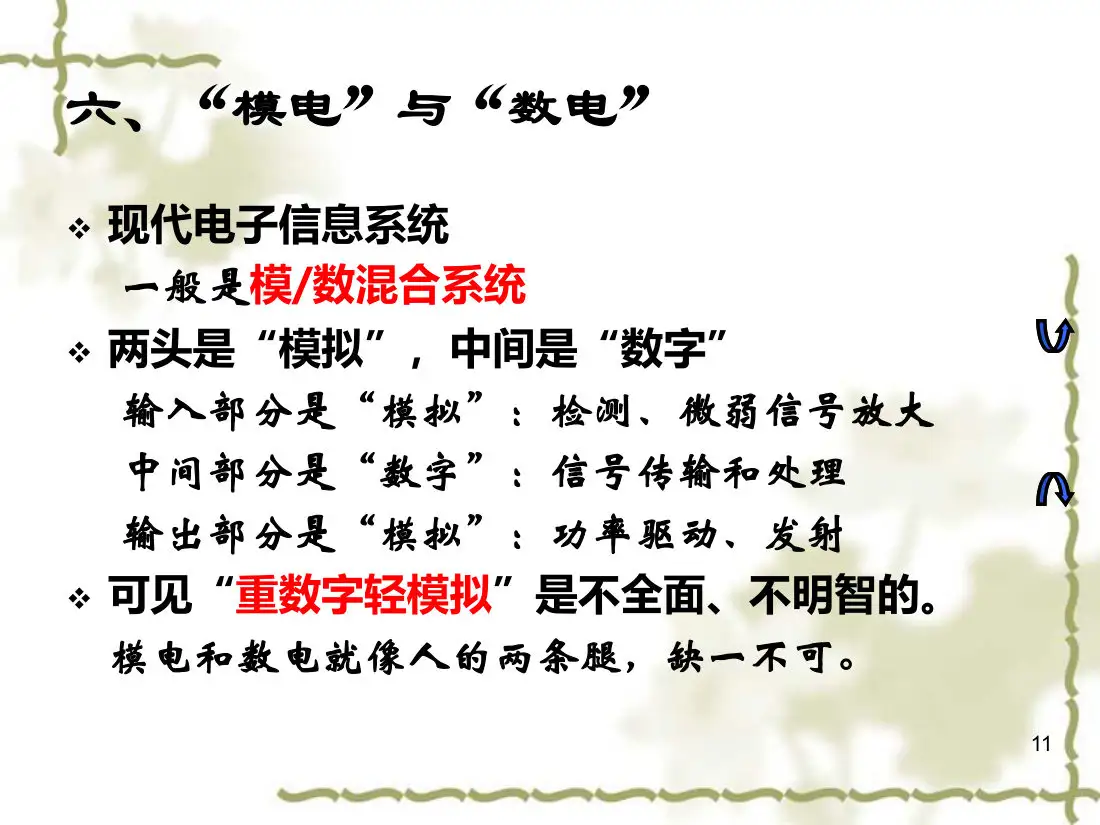 六、“模电”与“数电”
现代电子信息系统
一般是模/数混合系统
两头是“模拟”，中间是“数字”
输入部分是“模拟”：检测、微弱信号放大
中间部分是“数字”：信号传输和处理
输出部分是“模拟”：功率驱动、发射
可见“重数字轻模拟”是不全面、不明智的。
模电和数电就像人的两条腿，缺一不可。
11